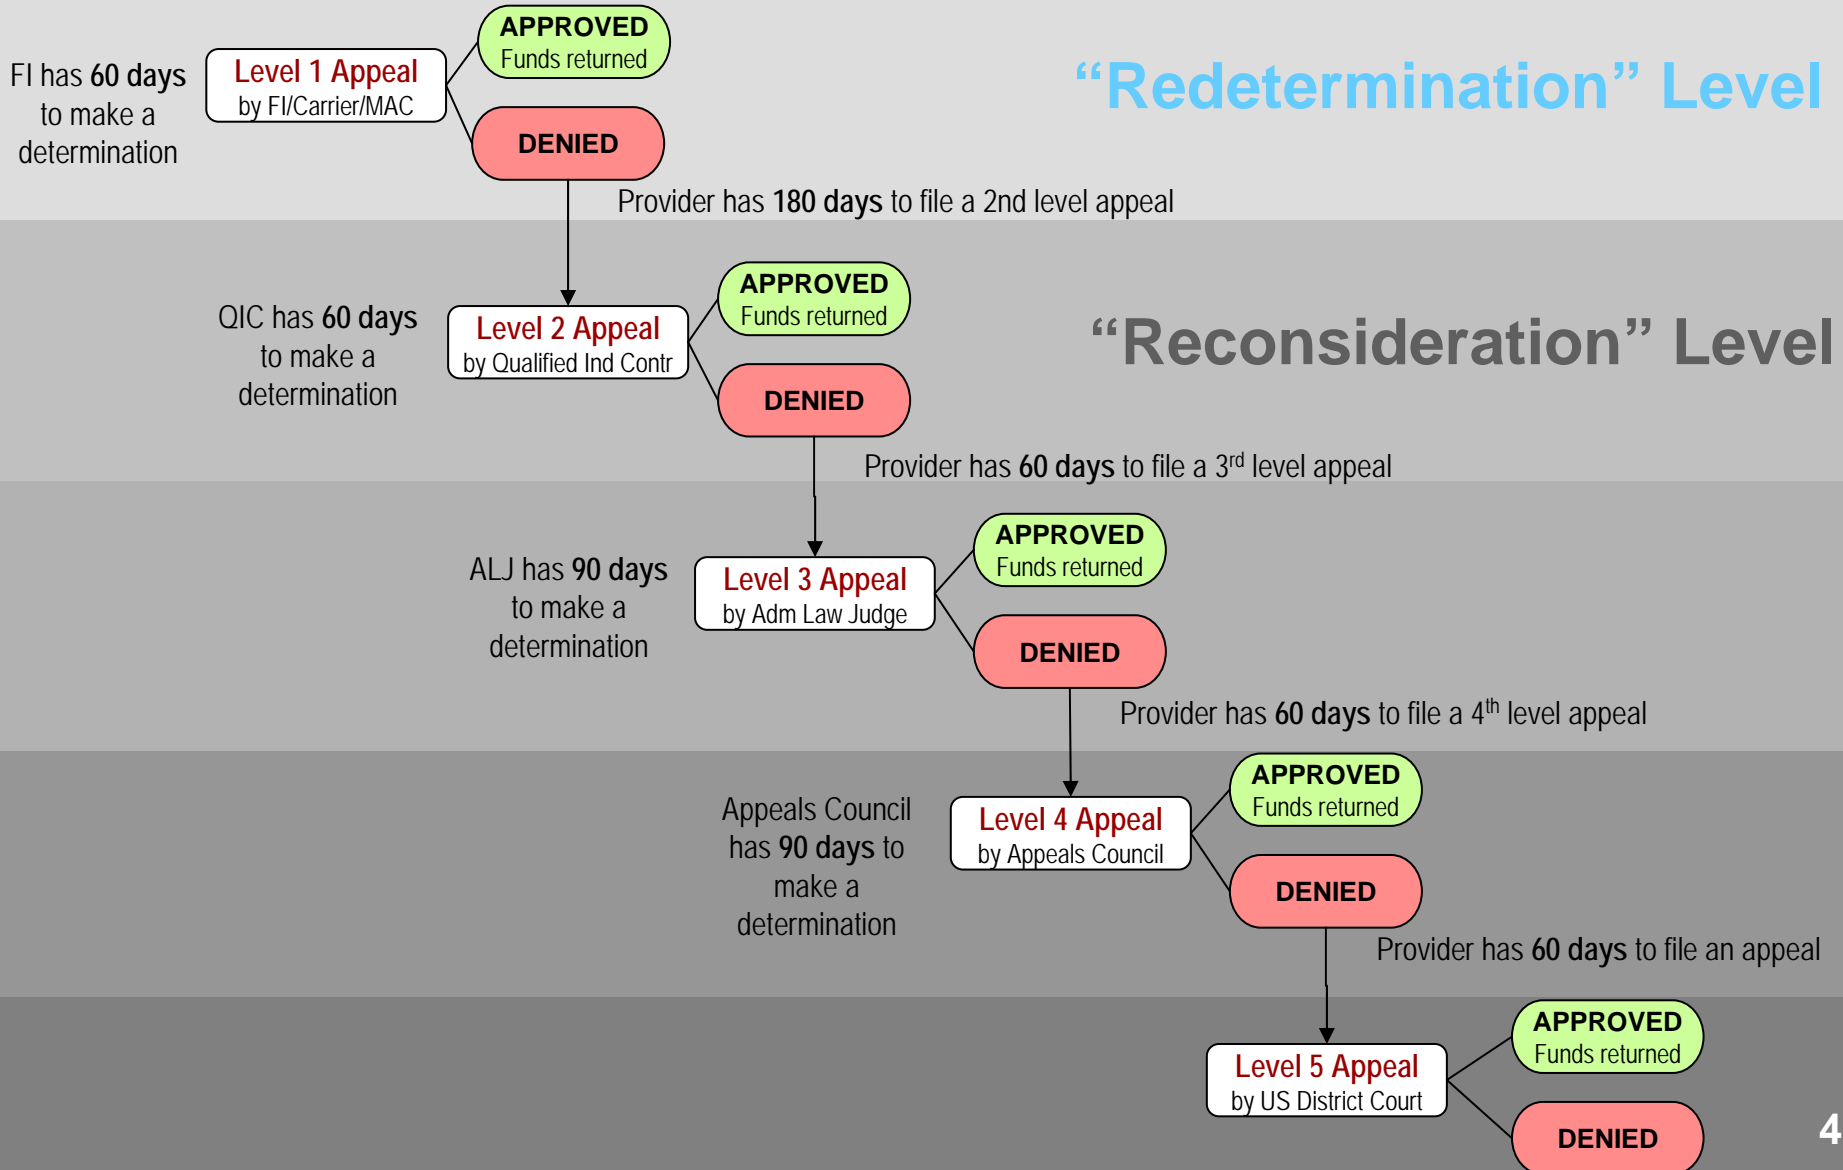 APPROVED
Funds returned
"Redetermination" Level
FI has 60 days
to make a
determination
Level 1 Appeal
by FI/Carrier/MAC
DENIED
Provider has 180 days to file a 2nd level appeal
APPROVED
Funds returned
QIC has 60 days
to make a
determination
Level 2 Appeal
by Qualified Ind Contr
"Reconsideration" Level
DENIED
Provider has 60 days to file a 3rd level appeal
APPROVED
Funds returned
ALJ has 90 days
to make a
determination
Level 3 Appeal
by Adm Law Judge
DENIED
Provider has 60 days to file a 4th level appeal
APPROVED
Funds returned
Appeals Council
has 90 days to
make a
determination
Level 4 Appeal
by Appeals Council
DENIED
Provider has 60 days to file an appeal
APPROVED
Funds returned
Level 5 Appeal
by US District Court
DENIED
4